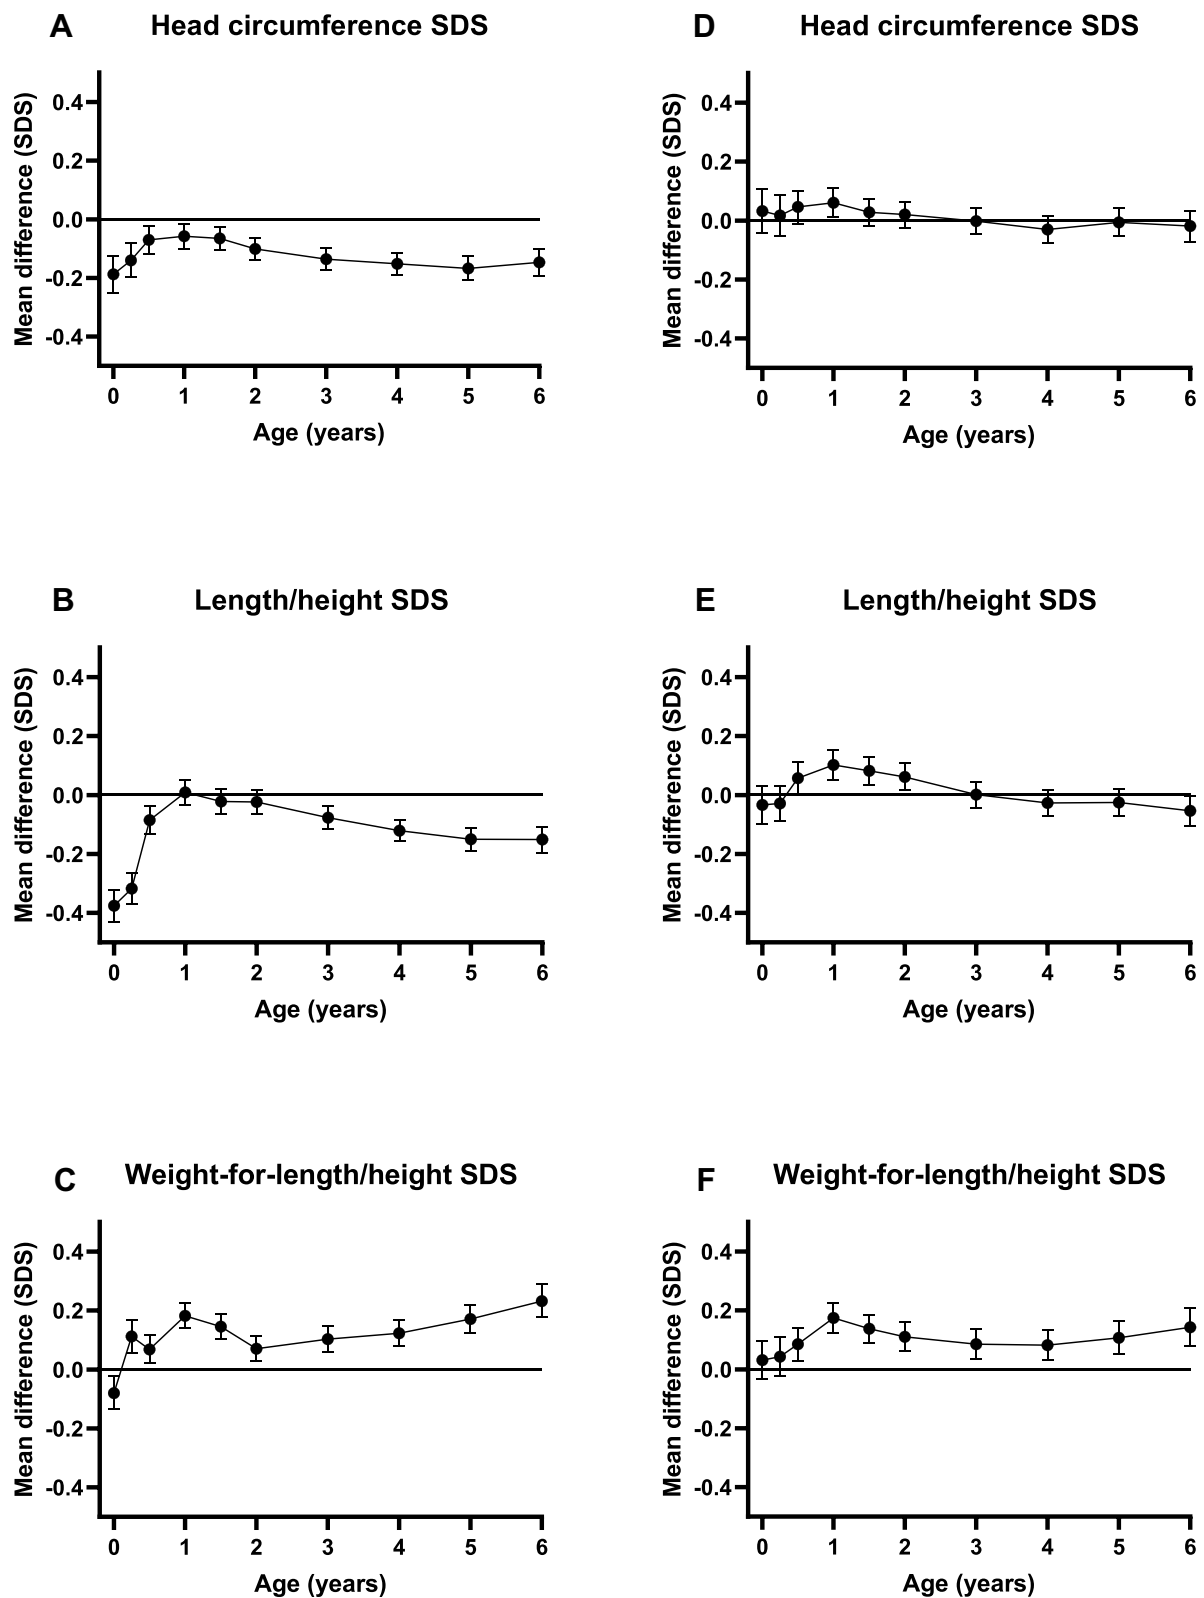 A Head circumference SDS
Mean difference (SDS)
0.4
0.2
0.0
-0.2
-0.4
0 1 2 3 4 5 6
Age (years)
D Head circumference SDS
Mean difference (SDS)
0.4
0.2
0.0
-0.2
-0.4
0 1 2 3 4 5 6
Age (years)
B Length/height SDS
Mean difference (SDS)
0.4
0.2
0.0
-0.2
-0.4
0 1 2 3 4 5 6
Age (years)
E Length/height SDS
Mean difference (SDS)
0.4
0.2
0.0
-0.2
-0.4
0 1 2 3 4 5 6
Age (years)
C Weight-for-length/height SDS
Mean difference (SDS)
0.4
0.2
0.0
-0.2
-0.4
0 1 2 3 4 5 6
Age (years)
F Weight-for-length/height SDS
Mean difference (SDS)
0.4
0.2
0.0
-0.2
-0.4
0 1 2 3 4 5 6
Age (years)